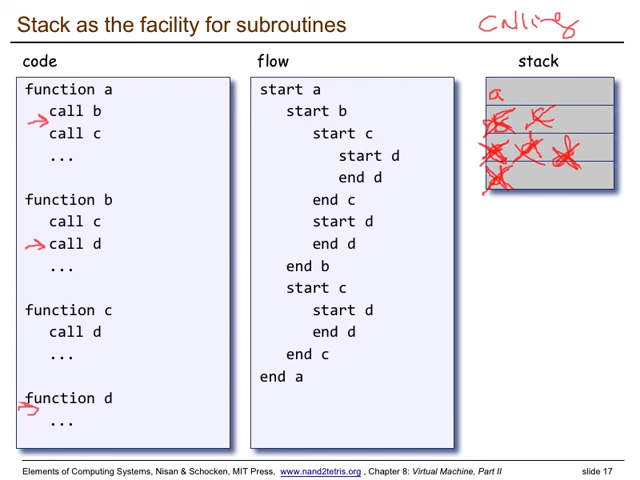 Stack as the facility for subroutines
calling
code
function a
call b
call c
...
function b
call c
call d
...
function c
call d
...
function d
...
flow
start a
start b
start c
start d
end d
end c
start d
end d
end b
start c
start d
end d
end c
end a
stack
a
Elements of Computing Systems, Nisan & Schocken, MIT Press, www.nand2tetris.org , Chapter 8: Virtual Machine, Part II
slide 17